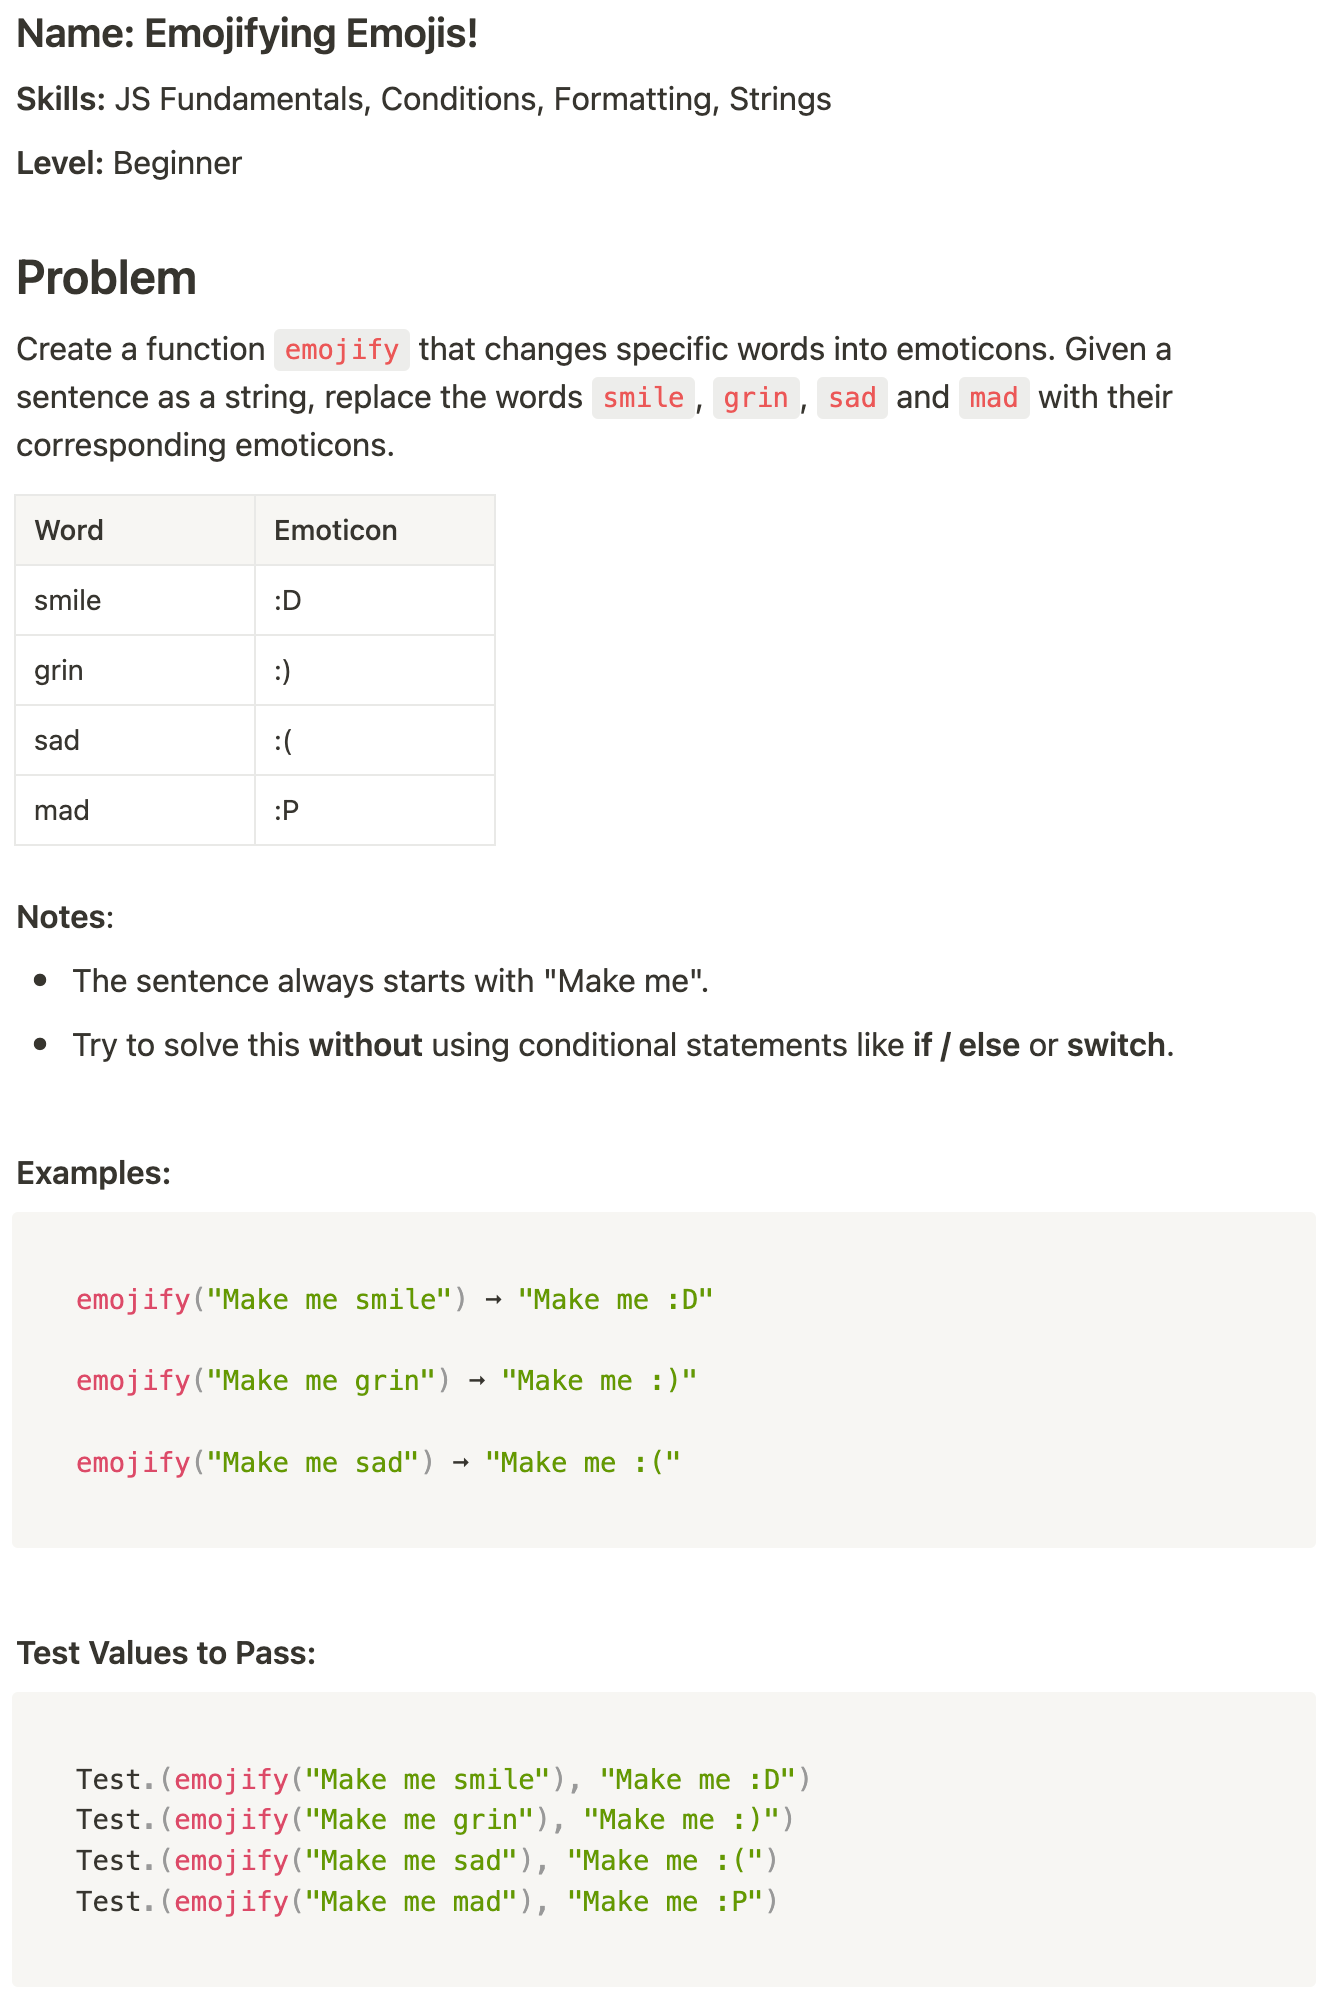 Name: Emojifying Emojis!
Skills: JS Fundamentals, Conditions, Formatting, Strings
Level: Beginner
Problem
Create a function emojify that changes specific words into emoticons. Given a
sentence as a string, replace the words smile, grin, sad and mad with their
corresponding emoticons.
Word Emoticon
smile :D
grin :)
sad :(
mad :P
Notes:
• The sentence always starts with "Make me".
• Try to solve this without using conditional statements like if / else or switch.
Examples:
emojify("Make me smile") → "Make me :D"
emojify("Make me grin") → "Make me :)"
emojify("Make me sad") → "Make me :("
Test Values to Pass:
Test.(emojify("Make me smile"), "Make me :D")
Test.(emojify("Make me grin"), "Make me :)")
Test.(emojify("Make me sad"), "Make me :(")
Test.(emojify("Make me mad"), "Make me :P")